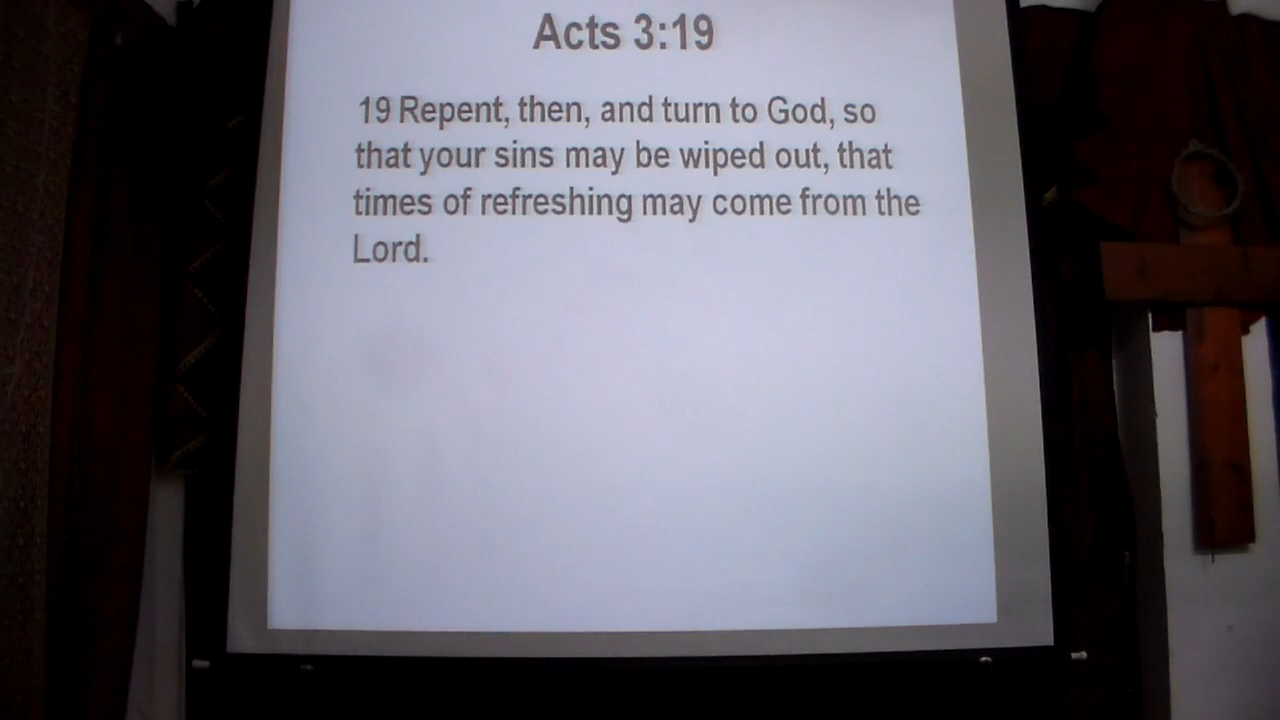 Acts 3:19
19 Repent, then, and turn to God, so
that your sins may be wiped out, that
times of refreshing may come from the
Lord.